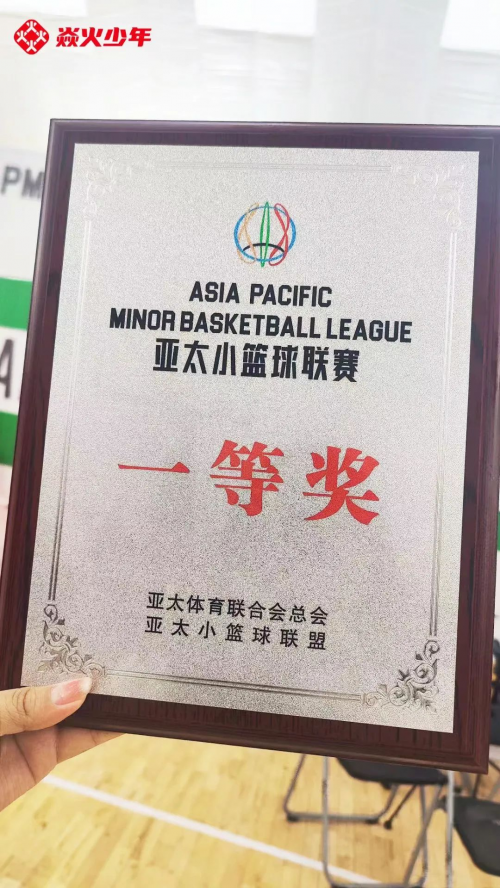 焱火少年
PM
A
ASIA PACIFIC
MINOR BASKETBALL LEAGUE
亚太小篮球联赛
一等奖
亚太体育联合会总会
亚太小篮球联盟